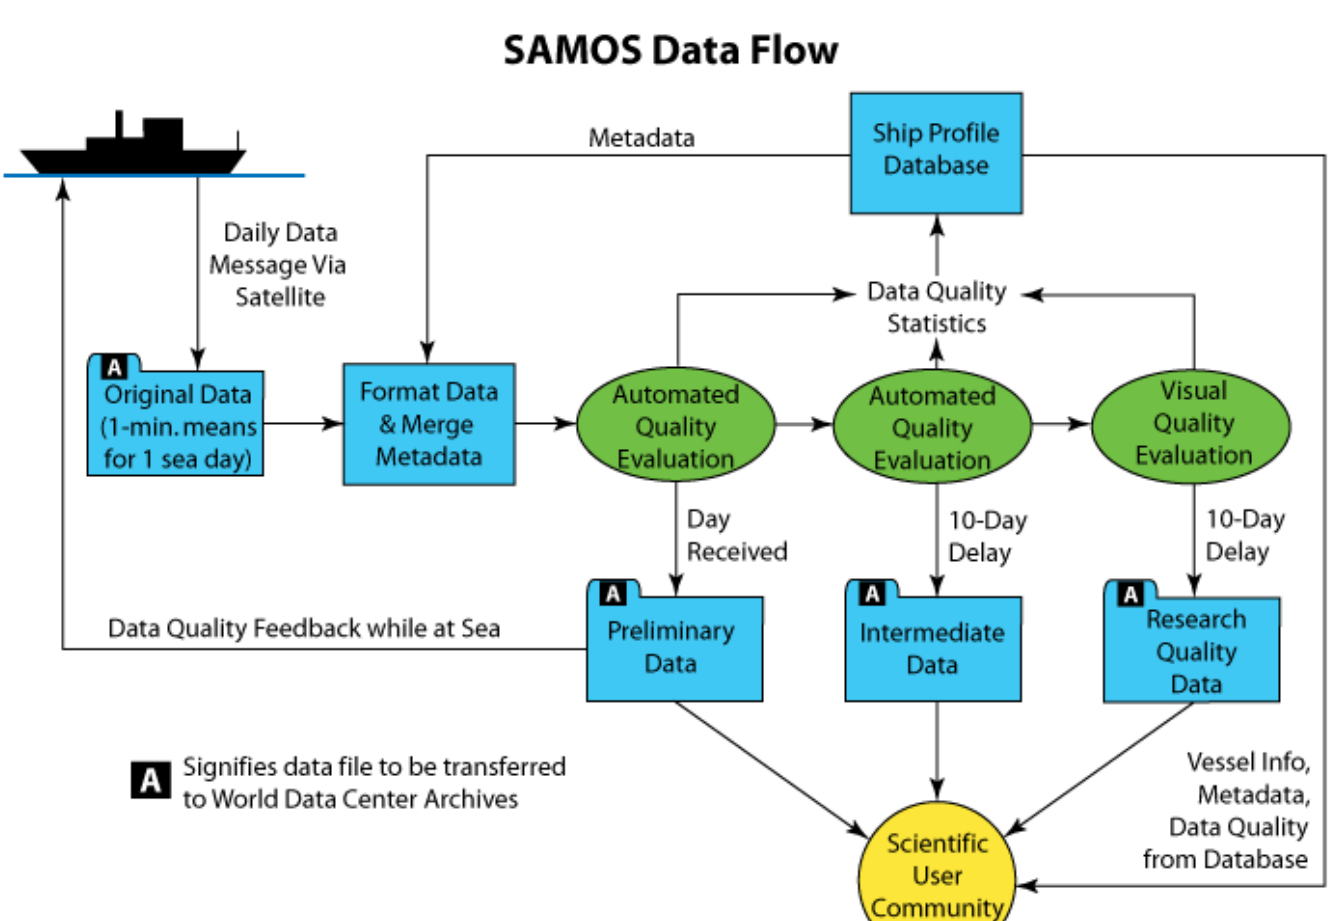 SAMOS Data Flow
Metadata
Ship Profile
Database
Daily Data
Message Via
Satellite
Data Quality
Statistics
A
Original Data
(1-min. means
for 1 sea day)
Format Data
& Merge
Metadata
Automated
Quality
Evaluation
Automated
Quality
Evaluation
Visual
Quality
Evaluation
Day
Received
10-Day
Delay
10-Day
Delay
Data Quality Feedback while at Sea
A
Preliminary
Data
A
Intermediate
Data
A
Research
Quality
Data
A
Signifies data file to be transferred
to World Data Center Archives
Vessel Info,
Metadata,
Data Quality
from Database
Scientific
User
Community